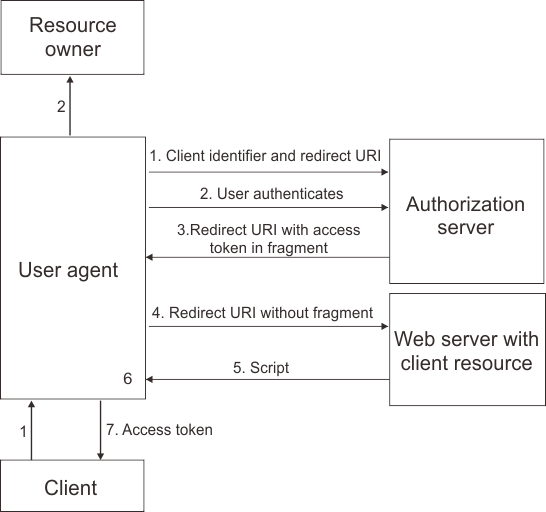 Resource
owner
2
1. Client identifier and redirect URI
2. User authenticates
3.Redirect URI with access
token in fragment
Authorization
server
User agent
4. Redirect URI without fragment
Web server with
client resource
5. Script
6
1
7. Access token
Client